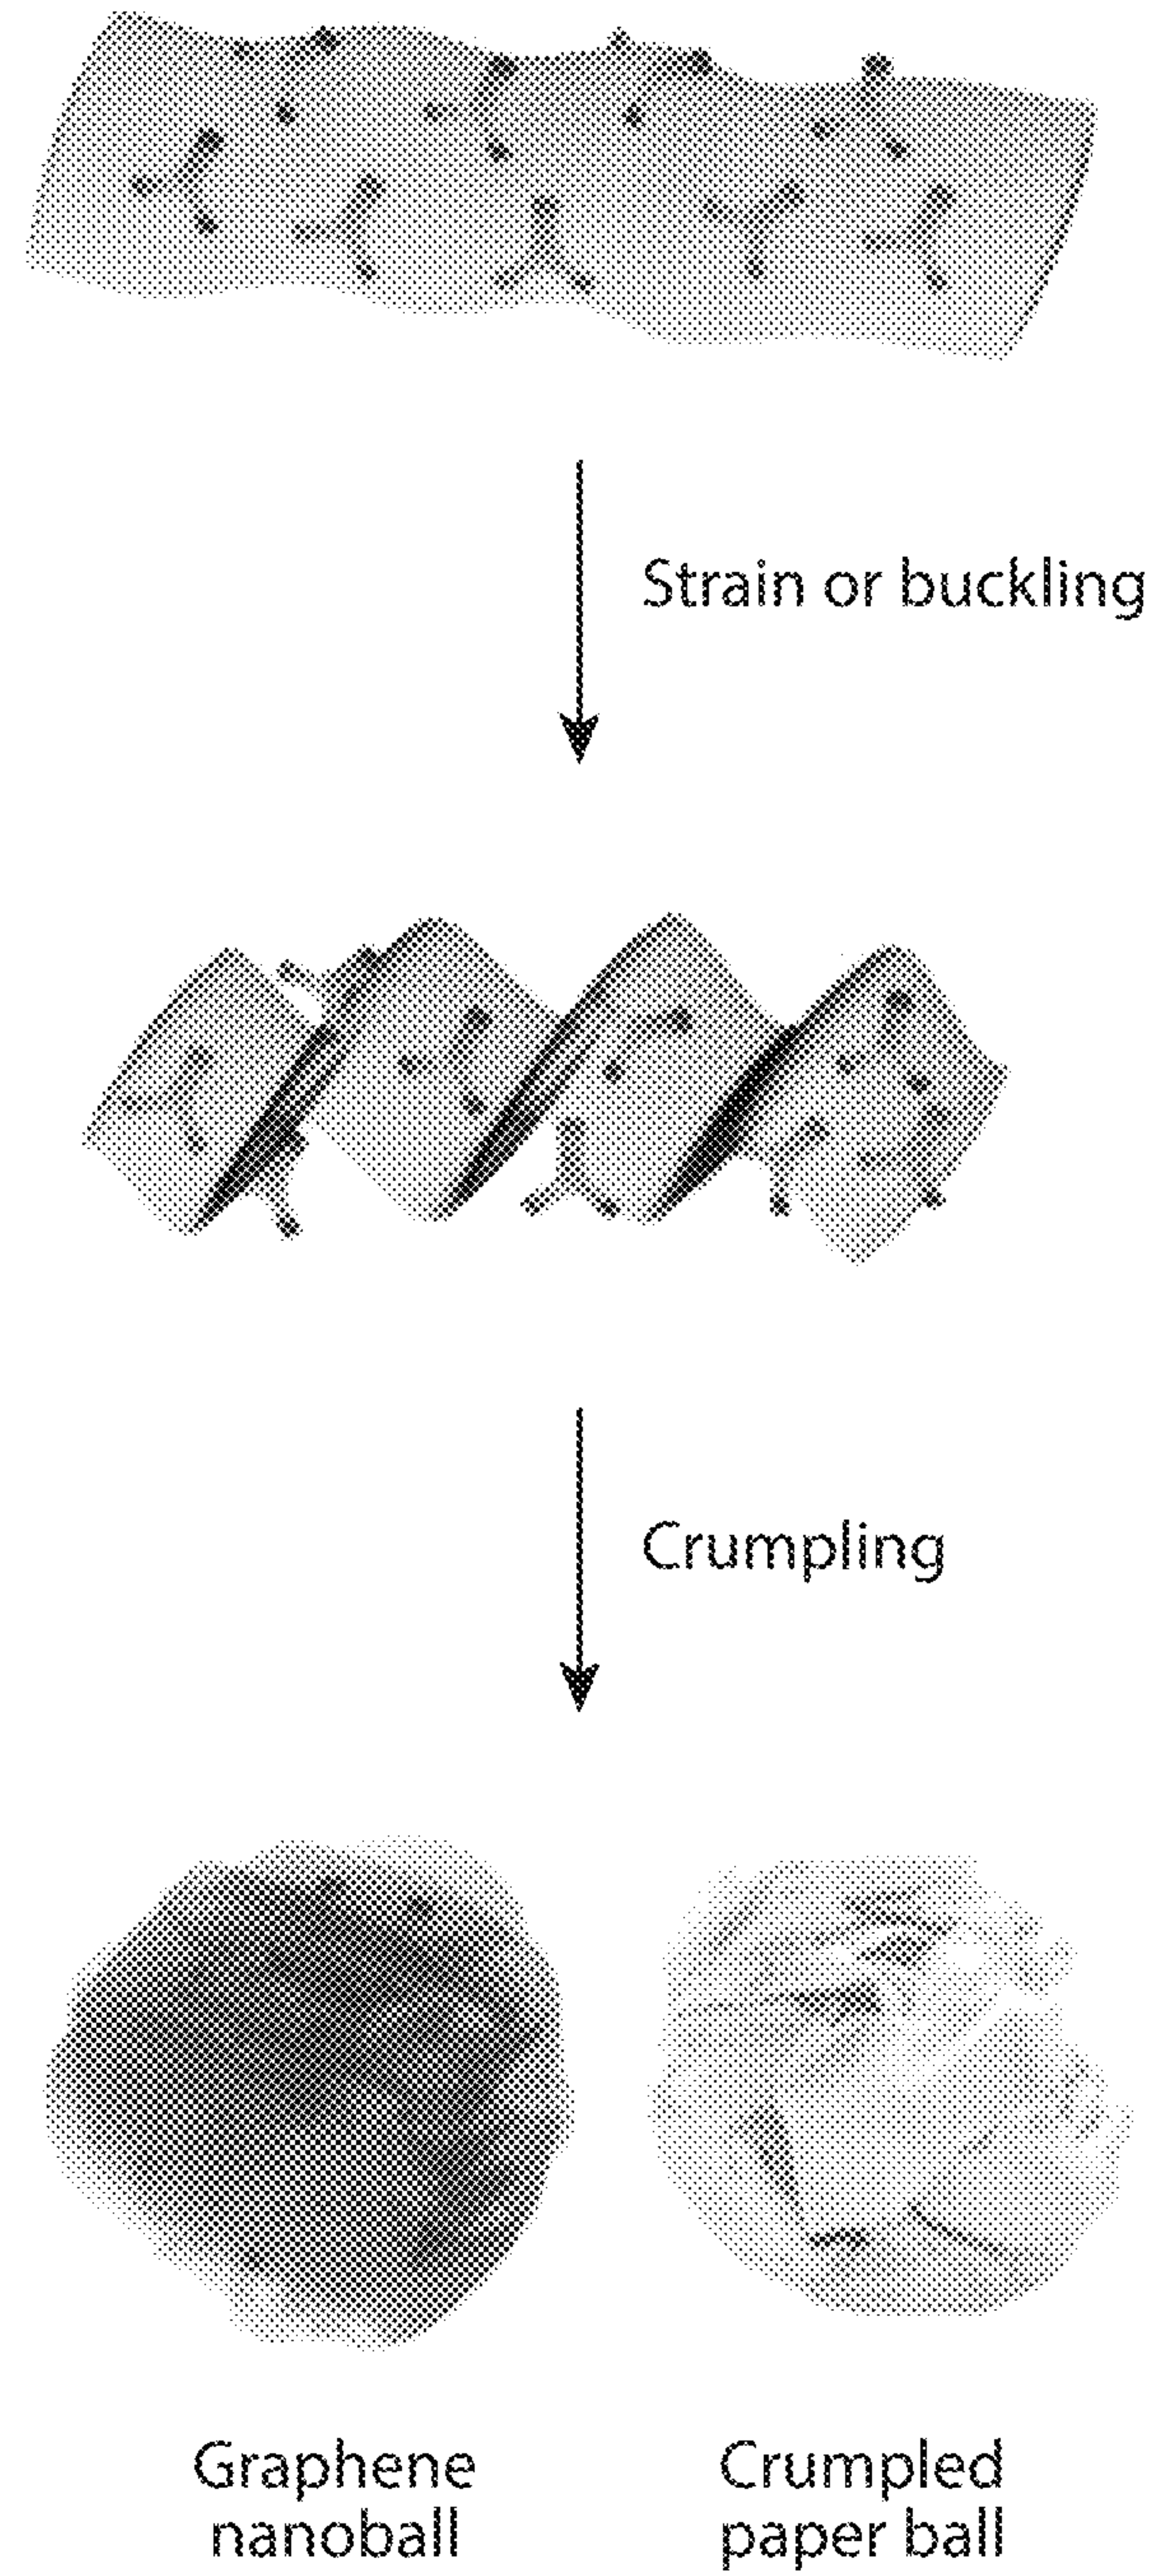 Strain or buckling
Crumpling
Graphene
nanoball
Crumpled
paper ball